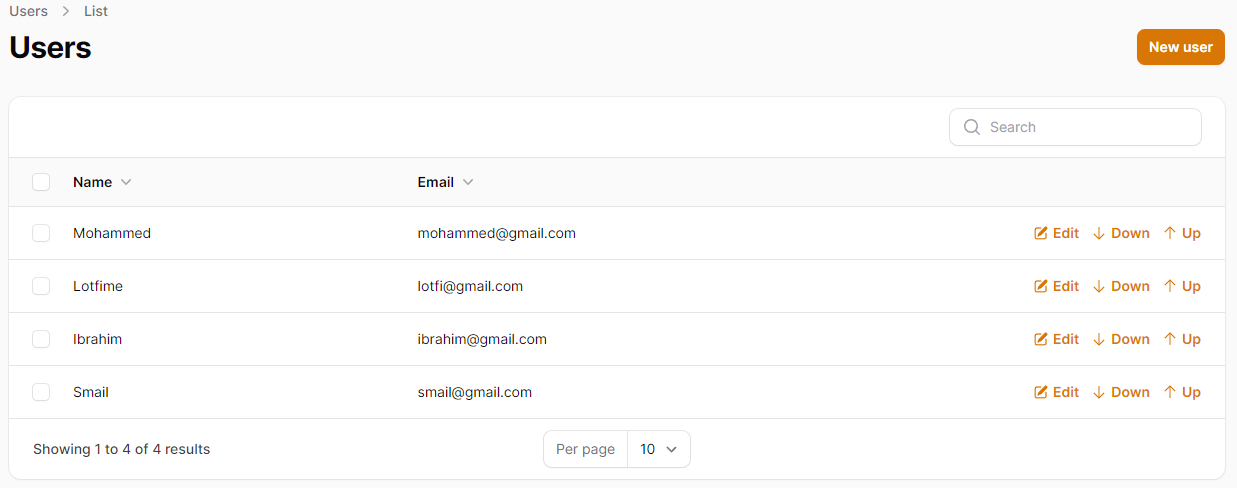 Users > List
Users
New user
Search
Name Email
Mohammed mohammed@gmail.com Edit Down Up
Lotfime lotfi@gmail.com Edit Down Up
Ibrahim ibrahim@gmail.com Edit Down Up
Smail smail@gmail.com Edit Down Up
Showing 1 to 4 of 4 results Per page 10